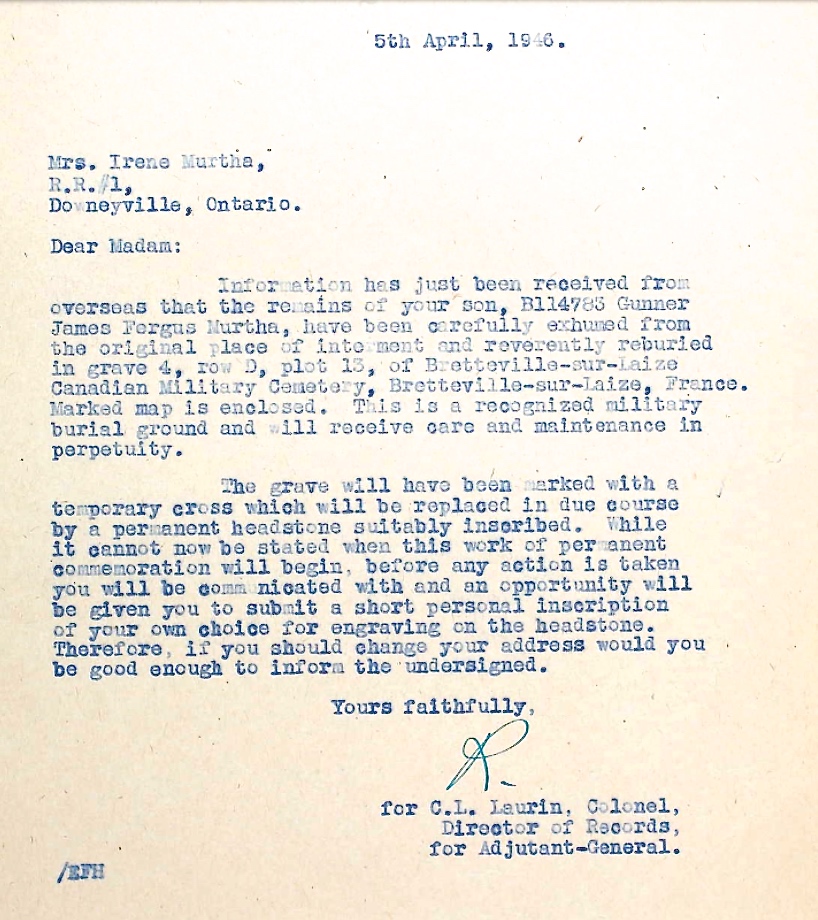 5th April, 1946.
Mrs. Irene Murtha,
R.R.#1,
Downeyville, Ontario.
Dear Madam:
Information has just been received from
overseas that the remains of your son, B114785 Gunner
James Fergus Murtha, have been carefully exhumed from
the original place of interment and reverently reburied
in grave 4, row D, plot 13, of Bretteville-sur-Laize
Canadian Military Cemetery, Bretteville-sur-Laize, France.
Marked map is enclosed. This is a recognized military
burial ground and will receive care and maintenance in
perpetuity.
The grave will have been marked with a
temporary cross which will be replaced in due course
by a permanent headstone suitably inscribed. While
it cannot now be stated when this work of permanent
commemoration will begin, before any action is taken
you will be communicated with and an opportunity will
be given you to submit a short personal inscription
of your own choice for engraving on the headstone.
Therefore, if you should change your address would you
be good enough to inform the undersigned.
Yours faithfully,
R.
for C.L. Laurin, Colonel,
Director of Records,
for Adjutant-General.
/EFH